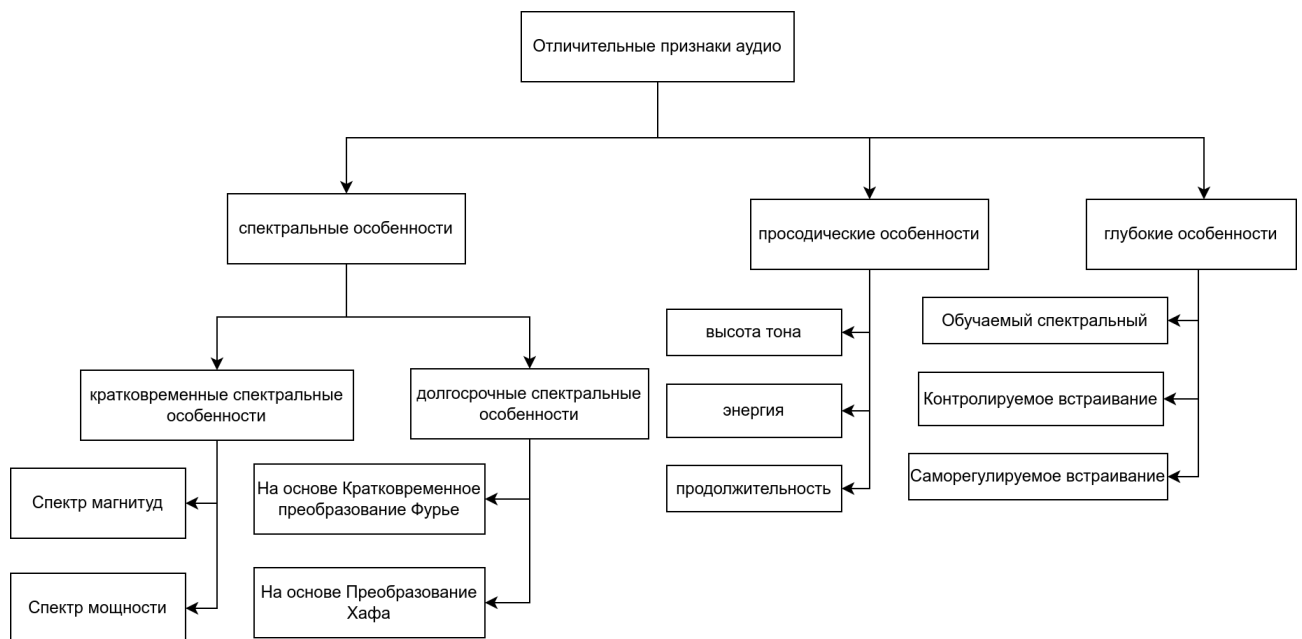 Отличительные признаки аудио
спектральные особенности
просодические особенности
глубокие особенности
кратковременные спектральные
особенности
долгосрочные спектральные
особенности
Спектр магнитуд
Спектр мощности
На основе Кратковременное
преобразование Фурье
На основе Преобразование
Хафа
высота тона
энергия
продолжительность
Обучаемый спектральный
Контролируемое встраивание
Саморегулируемое встраивание